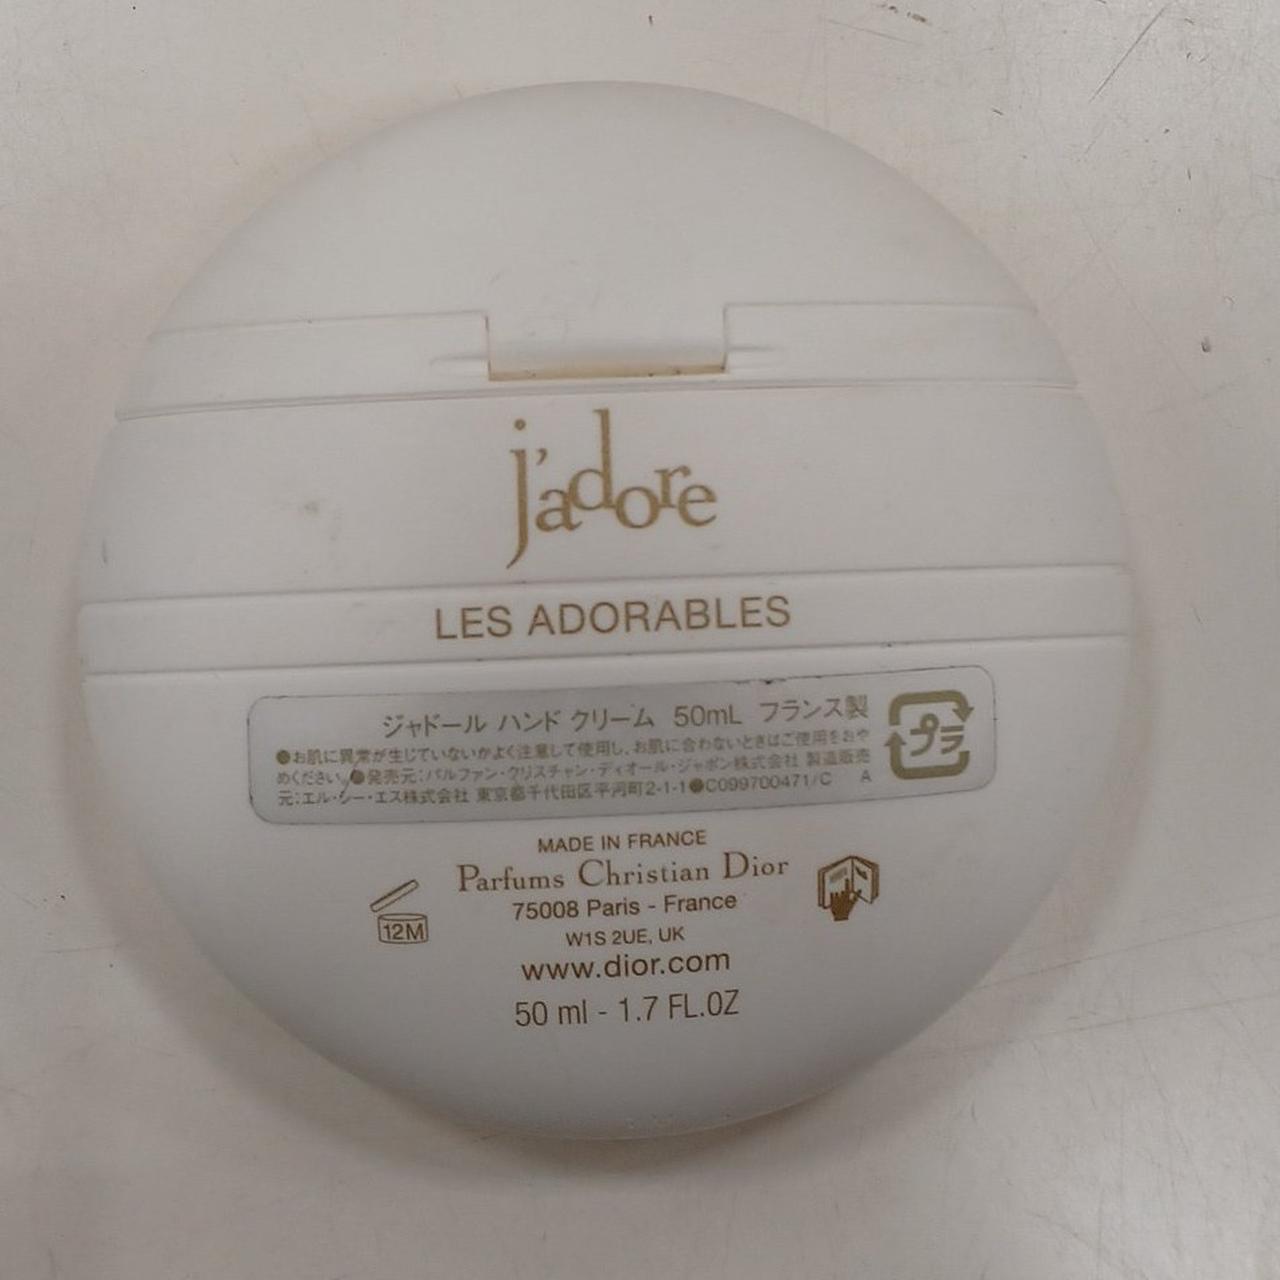 j'adore
LES ADORABLES
ジャドール ハンド クリーム 50mL フランス製
●お肌に異常が生じていないかよく注意して使用し、お肌に合わないときはご使用をおや
めください。●発売元:パルファン・クリスチャン・ディオール・ジャポン株式会社 製造販売
元:エル・シー・エス株式会社 東京都千代田区平河町2-1-1●C099700471/C A
プラ
MADE IN FRANCE
Parfums Christian Dior
75008 Paris - France
12M
W1S 2UE, UK
www.dior.com
50 ml - 1.7 FL.OZ